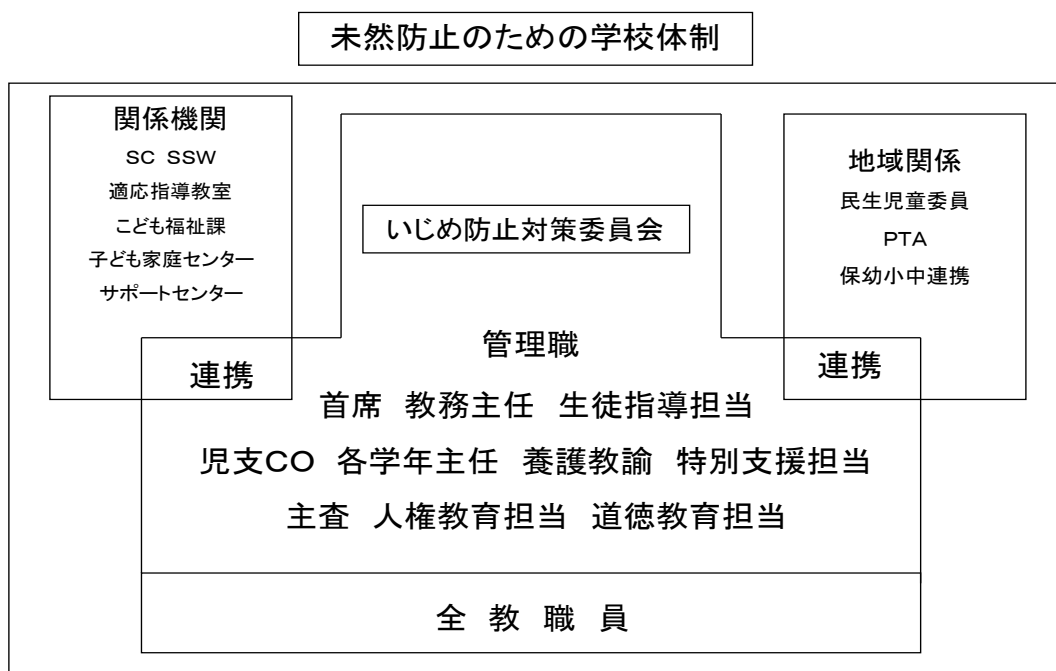 未然防止のための学校体制
関係機関
SC SSW
適応指導教室
こども福祉課
子ども家庭センター
サポートセンター
連携
いじめ防止対策委員会
管理職
首席 教務主任 生徒指導担当
児支CO 各学年主任 養護教諭 特別支援担当
主査 人権教育担当 道徳教育担当
全 教 職 員
地域関係
民生児童委員
PTA
保幼小中連携
連携